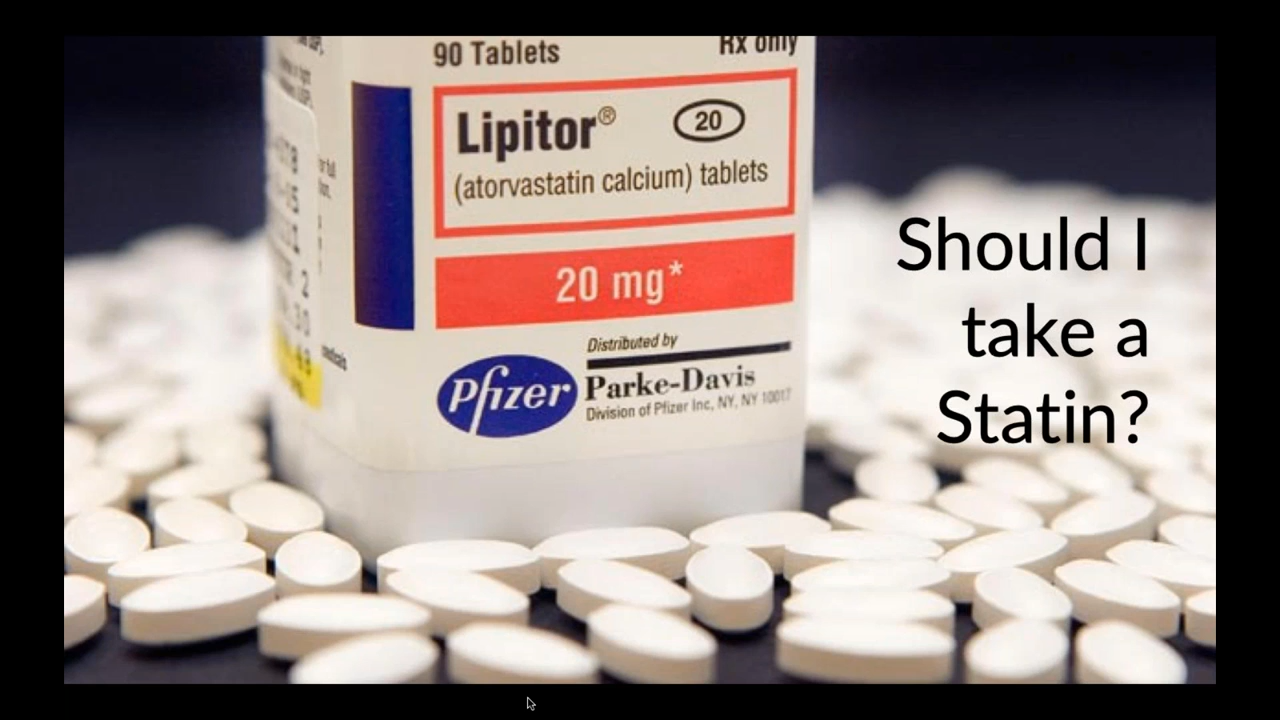 90 Tablets
Rx only
Lipitor®
20
(atorvastatin calcium) tablets
20 mg*
Distributed by
Pfizer
Parke-Davis
Division of Pfizer Inc, NY, NY 10017
Should I
take a
Statin?